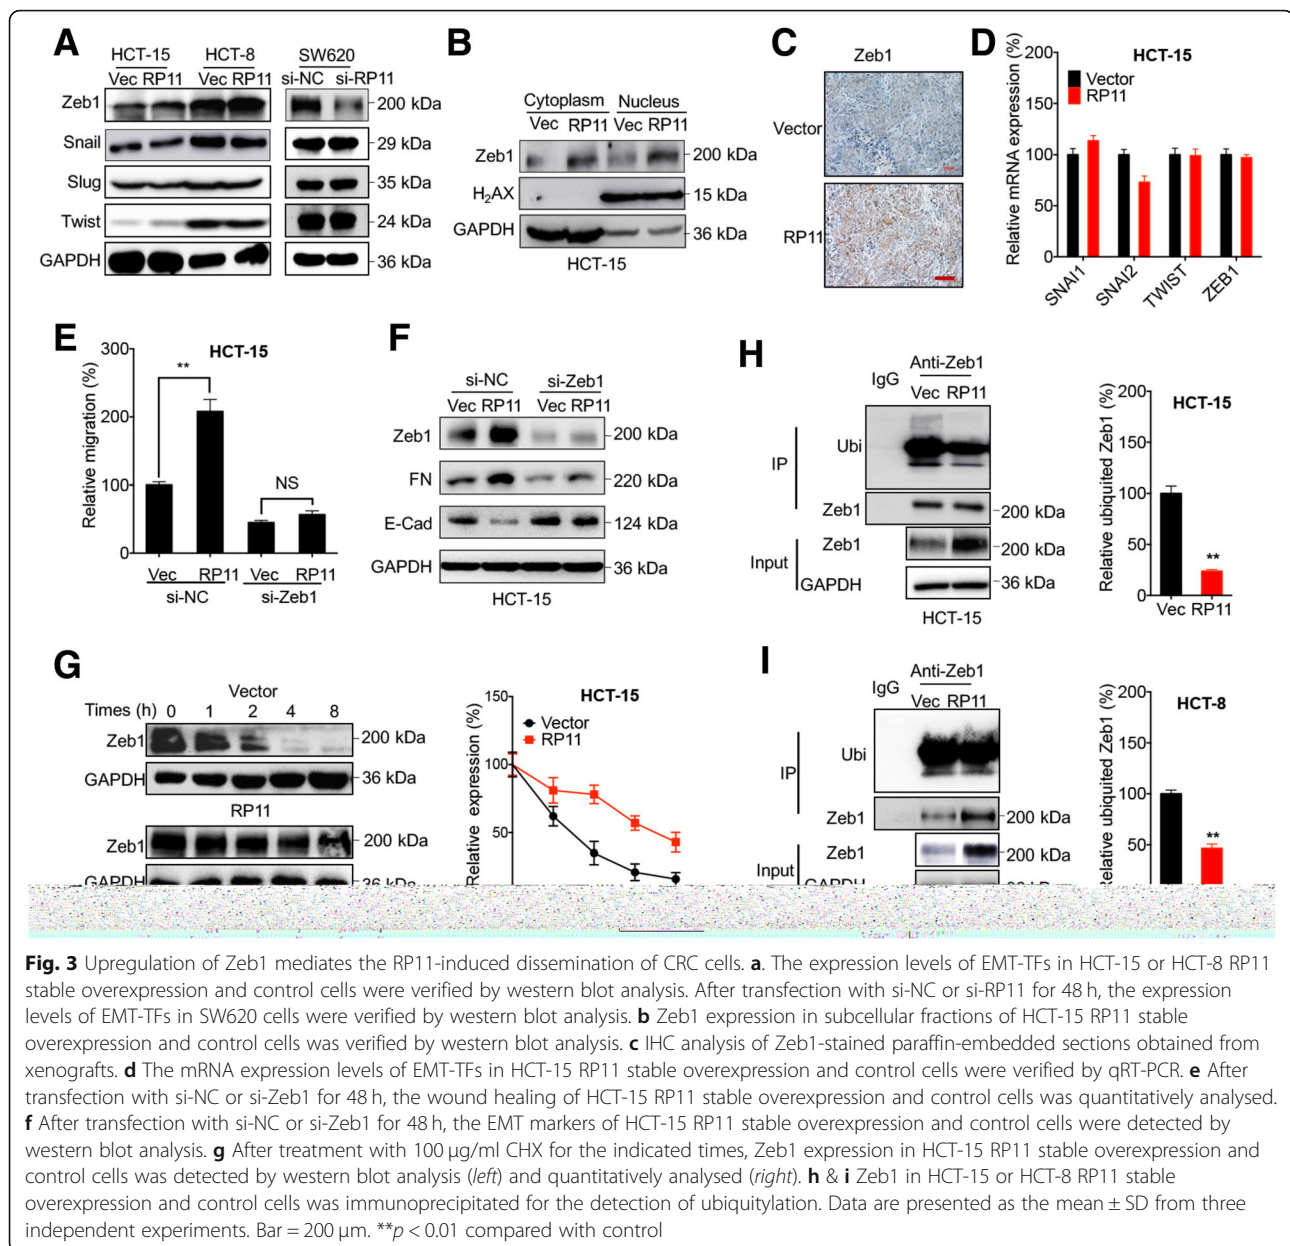 A
HCT-15 HCT-8 SW620
Vec RP11 Vec RP11 si-NC si-RP11
Zeb1 200 kDa
Snail 29 kDa
Slug 35 kDa
Twist 24 kDa
GAPDH 36 kDa
B
Cytoplasm Nucleus
Vec RP11 Vec RP11
Zeb1 200 kDa
H₂AX 15 kDa
GAPDH 36 kDa
HCT-15
C
Zeb1
Vector
RP11
D
HCT-15
Vector
RP11
Relative mRNA expression (%)
200
150
100
50
0
SNAI1 SNAI2 TWIST ZEB1
E
HCT-15
Relative migration (%)
300
200
100
0
** NS
Vec RP11 Vec RP11
si-NC si-Zeb1
F
si-NC si-Zeb1
Vec RP11 Vec RP11
Zeb1 200 kDa
FN 220 kDa
E-Cad 124 kDa
GAPDH 36 kDa
HCT-15
H
Anti-Zeb1
IgG Vec RP11
IP
Ubi
Zeb1 200 kDa
Input
Zeb1 200 kDa
GAPDH 36 kDa
HCT-15
HCT-15
Relative ubiquited Zeb1 (%)
200
150
100
50
0
**
Vec RP11
G
Vector
Times (h) 0 1 2 4 8
Zeb1 200 kDa
GAPDH 36 kDa
RP11
Zeb1 200 kDa
GAPDH 36 kDa
HCT-15
Vector
RP11
Relative expression (%)
150
100
50
I
Anti-Zeb1
IgG Vec RP11
IP
Ubi
Zeb1 200 kDa
Input
Zeb1 200 kDa
HCT-8
Relative ubiquited Zeb1 (%)
200
150
100
50
**
Fig. 3 Upregulation of Zeb1 mediates the RP11-induced dissemination of CRC cells. a. The expression levels of EMT-TFs in HCT-15 or HCT-8 RP11
stable overexpression and control cells were verified by western blot analysis. After transfection with si-NC or si-RP11 for 48 h, the expression
levels of EMT-TFs in SW620 cells were verified by western blot analysis. b Zeb1 expression in subcellular fractions of HCT-15 RP11 stable
overexpression and control cells was verified by western blot analysis. c IHC analysis of Zeb1-stained paraffin-embedded sections obtained from
xenografts. d The mRNA expression levels of EMT-TFs in HCT-15 RP11 stable overexpression and control cells were verified by qRT-PCR. e After
transfection with si-NC or si-Zeb1 for 48 h, the wound healing of HCT-15 RP11 stable overexpression and control cells was quantitatively analysed.
f After transfection with si-NC or si-Zeb1 for 48 h, the EMT markers of HCT-15 RP11 stable overexpression and control cells were detected by
western blot analysis. g After treatment with 100 μg/ml CHX for the indicated times, Zeb1 expression in HCT-15 RP11 stable overexpression and
control cells was detected by western blot analysis (left) and quantitatively analysed (right). h & i Zeb1 in HCT-15 or HCT-8 RP11 stable
overexpression and control cells was immunoprecipitated for the detection of ubiquitylation. Data are presented as the mean ± SD from three
independent experiments. Bar = 200 μm. **p < 0.01 compared with control